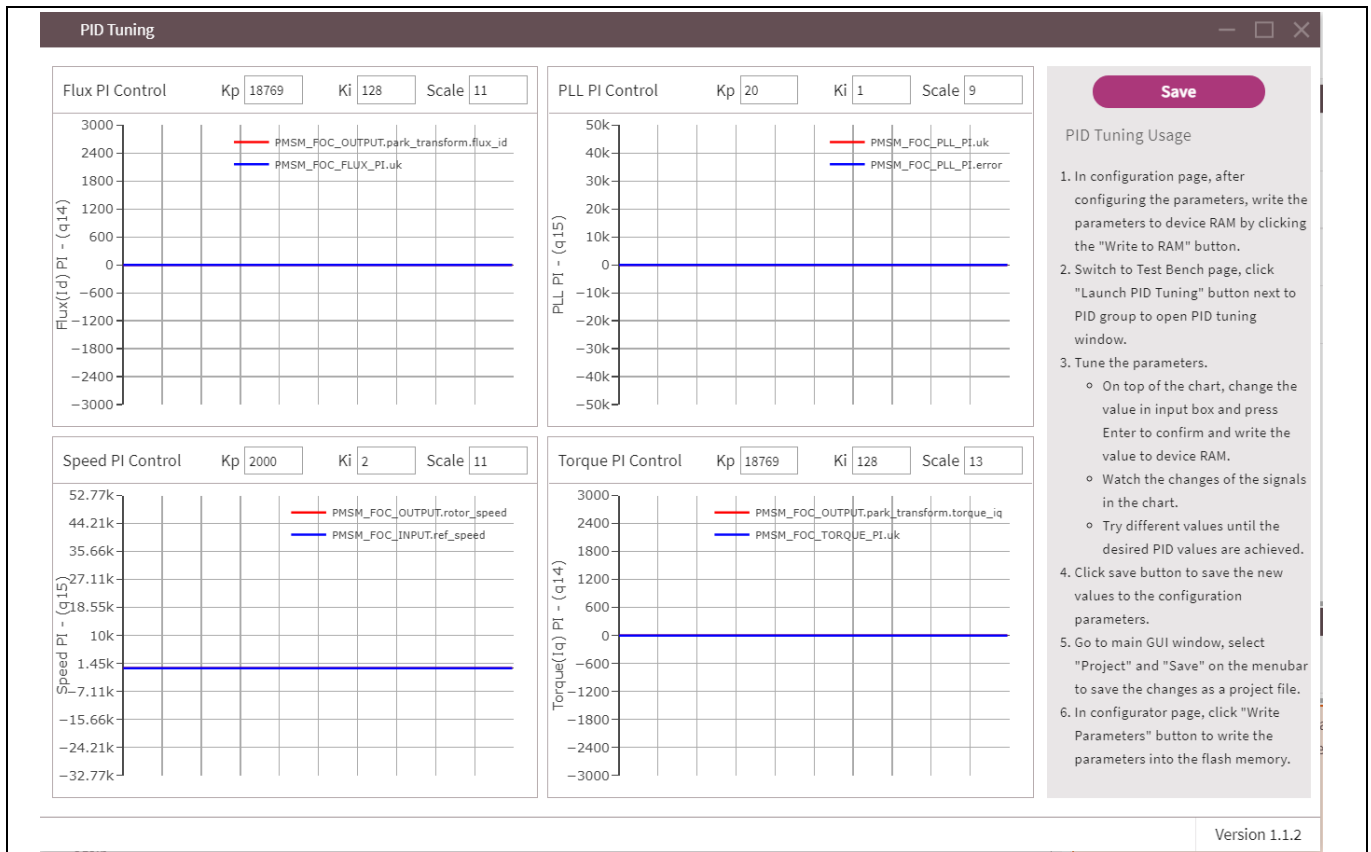 PID Tuning
Flux PI Control Kp 18769 Ki 128 Scale 11
3000
2400
1800
1200
600
0
−600
−1200
−1800
−2400
−3000
Flux(Id) PI - (q14)
PMSM_FOC_OUTPUT.park_transform.flux_id
PMSM_FOC_FLUX_PI.uk
PLL PI Control Kp 20 Ki 1 Scale 9
50k
40k
30k
20k
10k
0
−10k
−20k
−30k
−40k
−50k
PLL PI - (q15)
PMSM_FOC_PLL_PI.uk
PMSM_FOC_PLL_PI.error
Speed PI Control Kp 2000 Ki 2 Scale 11
52.77k
44.21k
35.66k
27.11k
18.55k
10k
1.45k
−7.11k
−15.66k
−24.21k
−32.77k
Speed PI - (q15)
PMSM_FOC_OUTPUT.rotor_speed
PMSM_FOC_INPUT.ref_speed
Torque PI Control Kp 18769 Ki 128 Scale 13
3000
2400
1800
1200
600
0
−600
−1200
−1800
−2400
−3000
Torque(Iq) PI - (q14)
PMSM_FOC_OUTPUT.park_transform.torque_iq
PMSM_FOC_TORQUE_PI.uk
Save
PID Tuning Usage
1. In configuration page, after
configuring the parameters, write the
parameters to device RAM by clicking
the "Write to RAM" button.
2. Switch to Test Bench page, click
"Launch PID Tuning" button next to
PID group to open PID tuning
window.
3. Tune the parameters.
∘ On top of the chart, change the
value in input box and press
Enter to confirm and write the
value to device RAM.
∘ Watch the changes of the signals
in the chart.
∘ Try different values until the
desired PID values are achieved.
4. Click save button to save the new
values to the configuration
parameters.
5. Go to main GUI window, select
"Project" and "Save" on the menubar
to save the changes as a project file.
6. In configurator page, click "Write
Parameters" button to write the
parameters into the flash memory.
Version 1.1.2